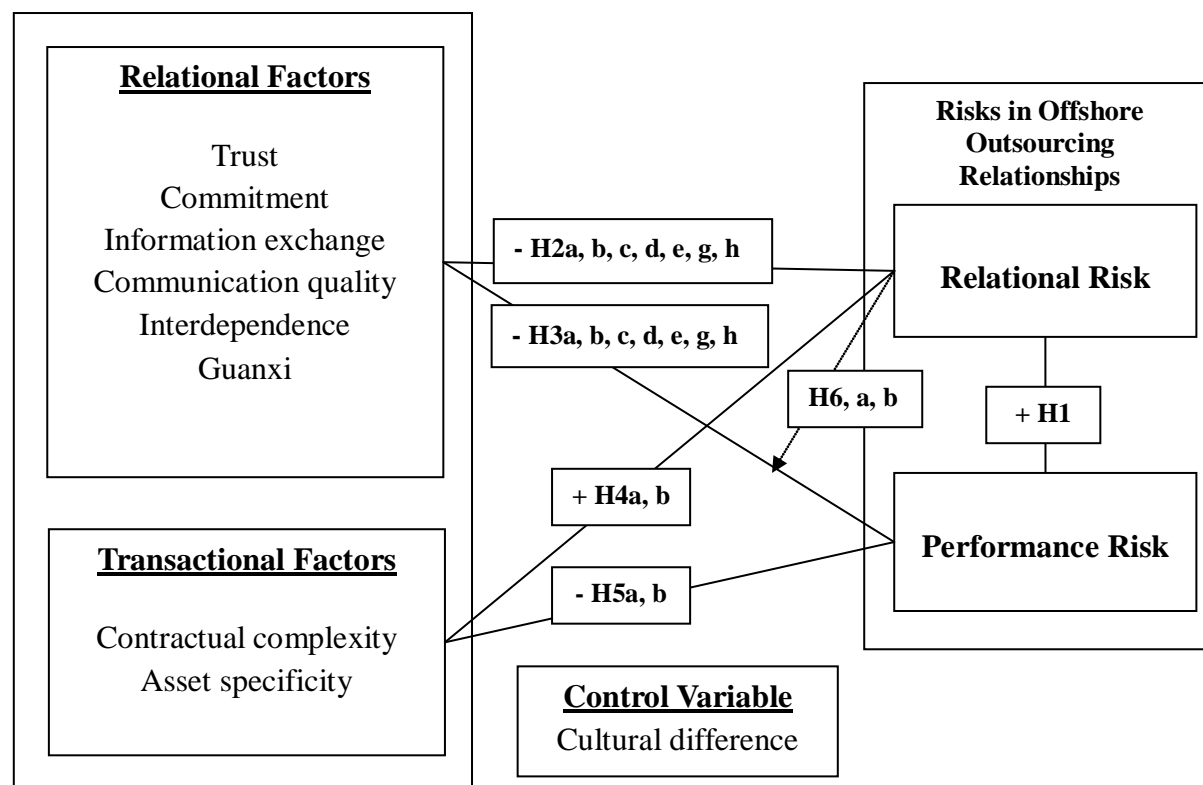 Relational Factors
Trust
Commitment
Information exchange
Communication quality
Interdependence
Guanxi
Transactional Factors
Contractual complexity
Asset specificity
- H2a, b, c, d, e, g, h
- H3a, b, c, d, e, g, h
H6, a, b
+ H4a, b
- H5a, b
Control Variable
Cultural difference
Risks in Offshore
Outsourcing
Relationships
Relational Risk
+ H1
Performance Risk